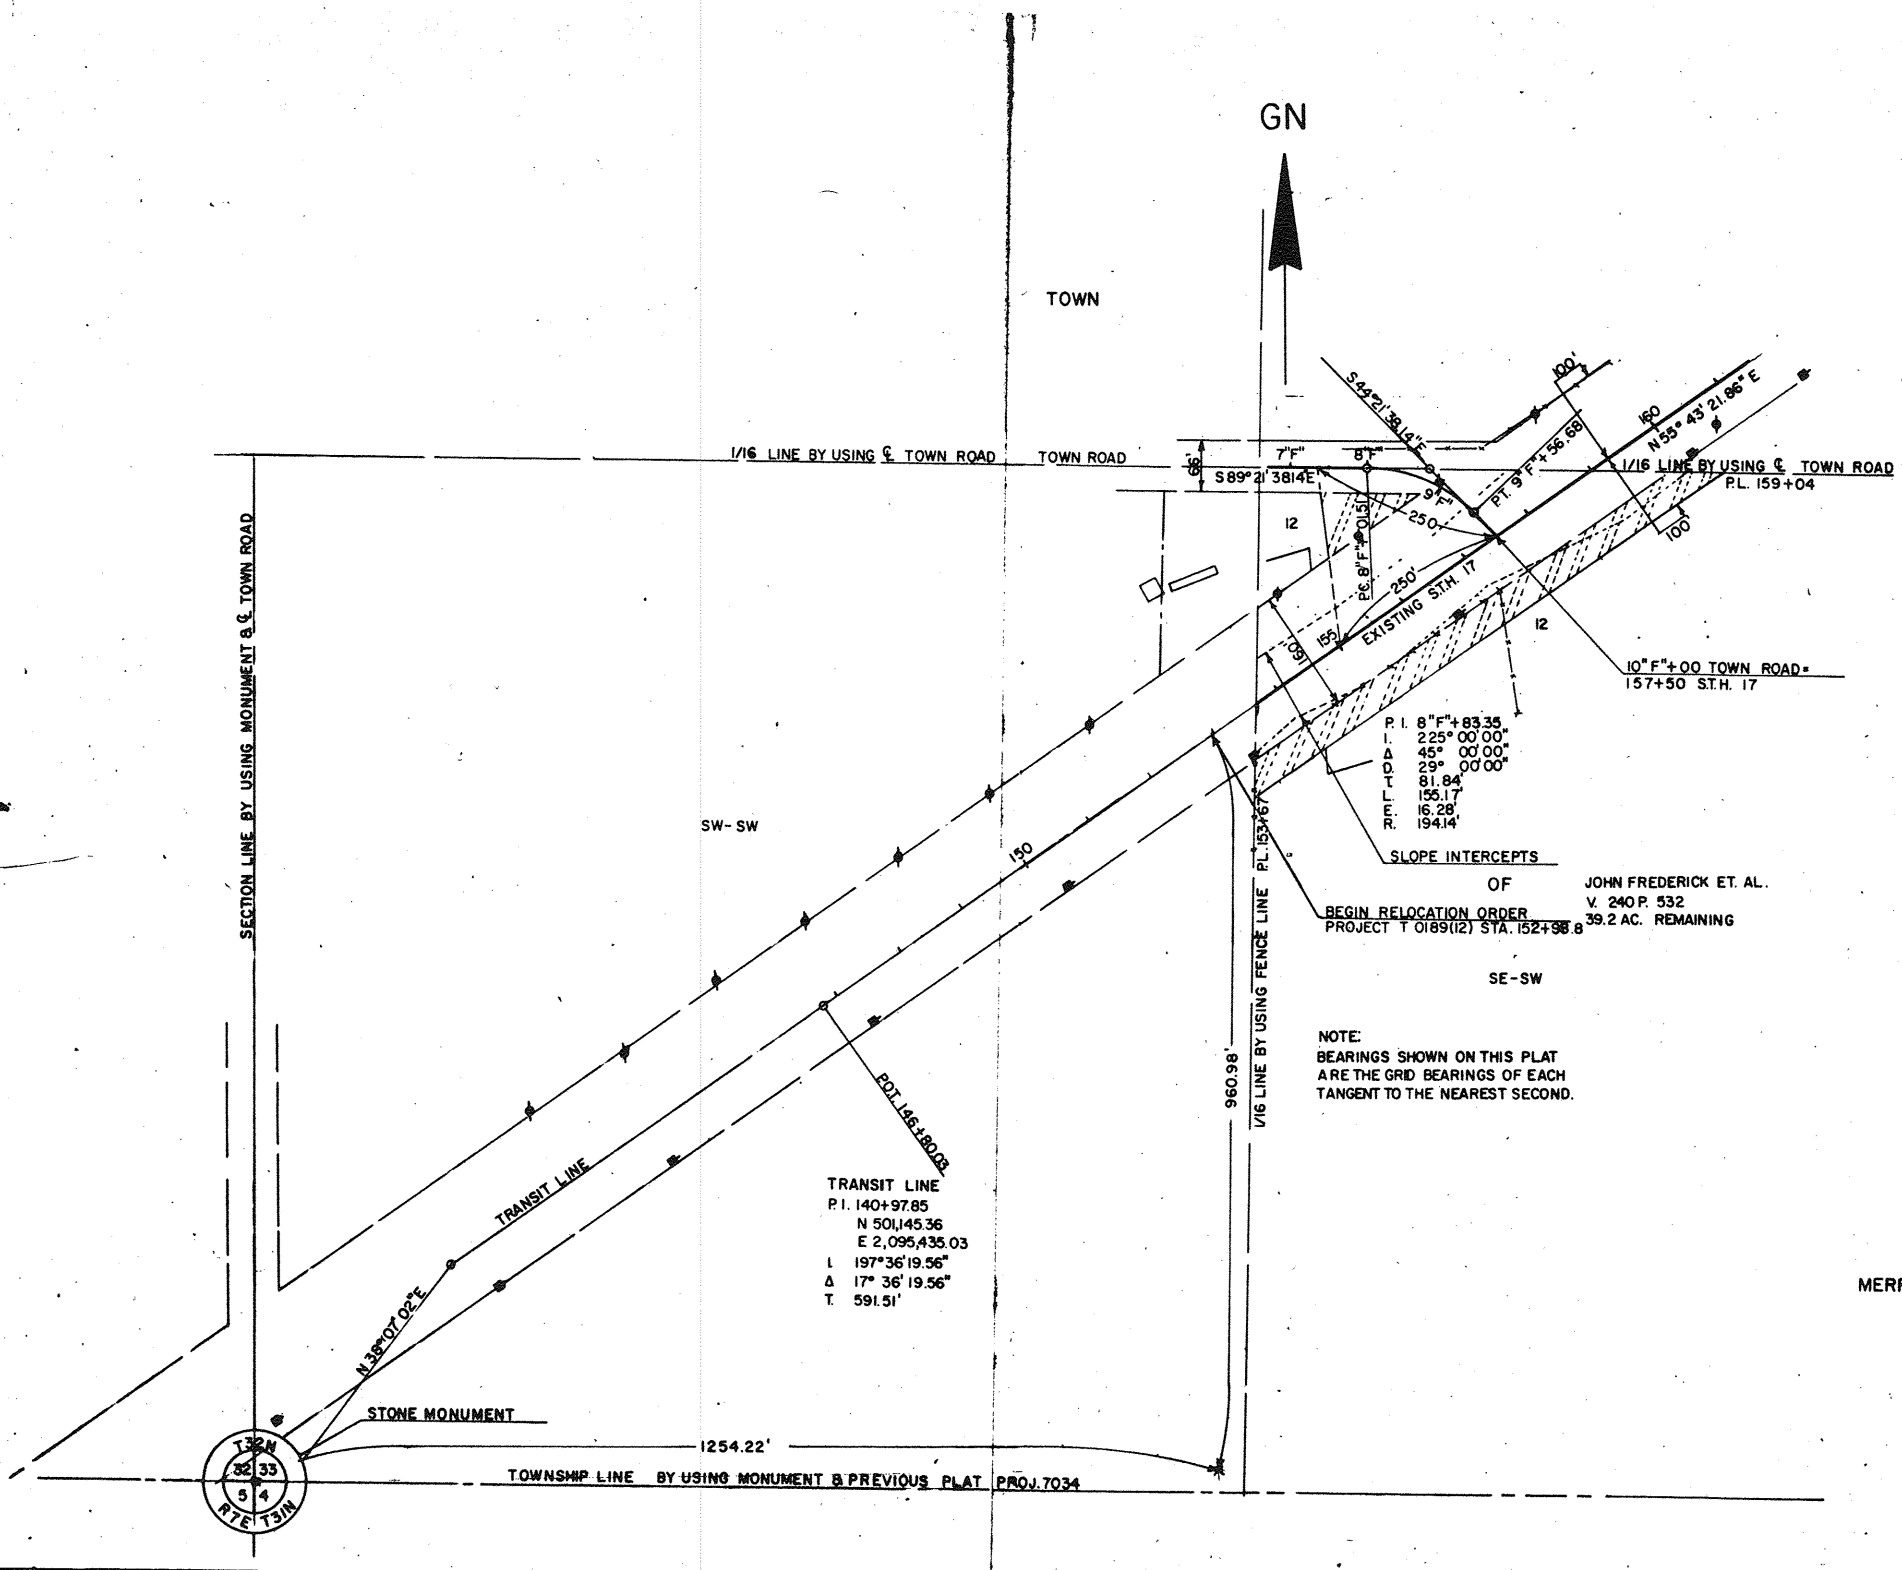 GN
TOWN
100'
S 44° 21' 38.14" E
160
N 55° 43' 21.86" E
1/16 LINE BY USING ℄ TOWN ROAD
TOWN ROAD
66'
7"F"
8"F"
S 89° 21' 3814E
9"F"
P.T. 9"F"+56.68
1/16 LINE BY USING ℄ TOWN ROAD
P.L. 159+04
12
250'
100'
250'
EXISTING S.T.H. 17
155
160'
12
10"F"+00 TOWN ROAD=
157+50 S.T.H. 17
SECTION LINE BY USING MONUMENT & ℄ TOWN ROAD
P. I. 8"F"+83.35
I. 225° 00' 00"
Δ 45° 00' 00"
D. 29° 00' 00"
T. 81.84'
L. 155.17'
E. 16.28'
R. 194.14'
SW-SW
150
SLOPE INTERCEPTS
OF
JOHN FREDERICK ET. AL.
V. 240 P. 532
39.2 AC. REMAINING
BEGIN RELOCATION ORDER
PROJECT T 0189(12) STA. 152+98.8
SE-SW
1/16 LINE BY USING FENCE LINE P.L. 153+67
960.98'
NOTE:
BEARINGS SHOWN ON THIS PLAT
ARE THE GRID BEARINGS OF EACH
TANGENT TO THE NEAREST SECOND.
P.O.T. 146+80.03
TRANSIT LINE
TRANSIT LINE
P. I. 140+97.85
N 501,145.36
E 2,095,435.03
I. 197° 36' 19.56"
Δ 17° 36' 19.56"
T. 591.51'
MERR
N 38° 07' 02" E
STONE MONUMENT
1254.22'
TOWNSHIP LINE BY USING MONUMENT & PREVIOUS PLAT PROJ. 7034
T32N
32 33
5 4
R7E T31N